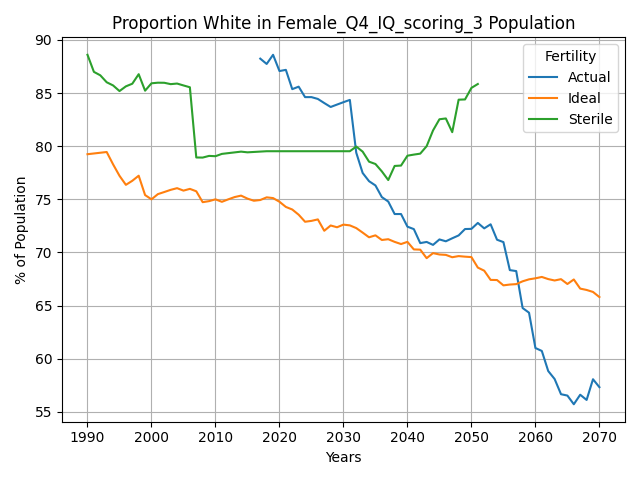 Proportion White in Female_Q4_IQ_scoring_3 Population
90
85
80
75
70
65
60
55
% of Population
Fertility
Actual
Ideal
Sterile
1990 2000 2010 2020 2030 2040 2050 2060 2070
Years